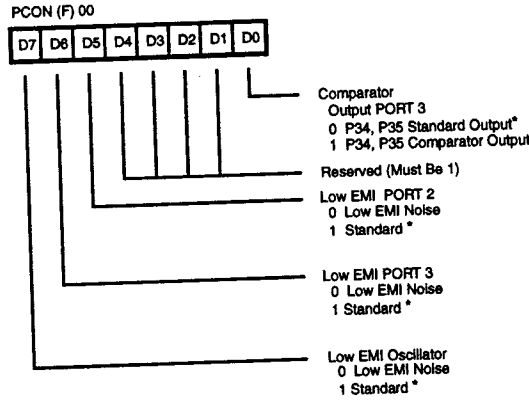 PCON (F) 00
D7 D6 D5 D4 D3 D2 D1 D0
Comparator
Output PORT 3
0 P34, P35 Standard Output*
1 P34, P35 Comparator Output
Reserved (Must Be 1)
Low EMI PORT 2
0 Low EMI Noise
1 Standard *
Low EMI PORT 3
0 Low EMI Noise
1 Standard *
Low EMI Oscillator
0 Low EMI Noise
1 Standard *